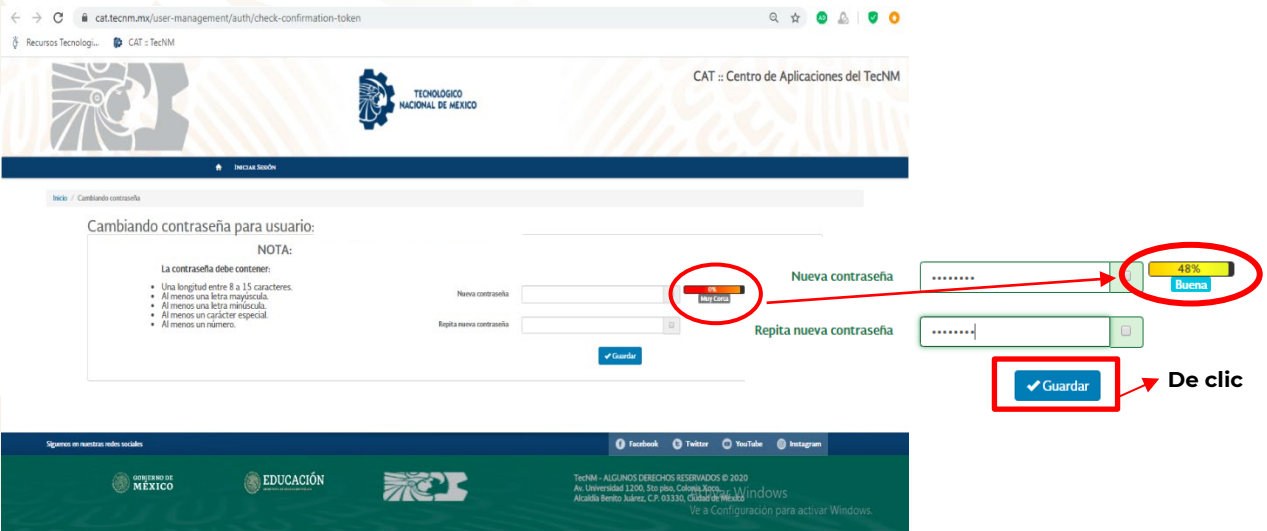 cat.tecnm.mx/user-management/auth/check-confirmation-token
Recursos Tecnologi... CAT :: TecNM
CAT :: Centro de Aplicaciones del TecNM
TECNOLÓGICO
NACIONAL DE MÉXICO
INICIAR SESIÓN
Inicio / Cambiando contraseña
Cambiando contraseña para usuario:
NOTA:
La contraseña debe contener:
• Una longitud entre 8 a 15 caracteres.
• Al menos una letra mayúscula.
• Al menos una letra minúscula.
• Al menos un carácter especial.
• Al menos un número.
Nueva contraseña
0%
Muy Corta
Repita nueva contraseña
Guardar
Nueva contraseña
48%
Buena
Repita nueva contraseña
Guardar
De clic
Síguenos en nuestras redes sociales
Facebook Twitter YouTube Instagram
GOBIERNO DE
MÉXICO
EDUCACIÓN
TecNM - ALGUNOS DERECHOS RESERVADOS © 2020
Av. Universidad 1200, 5to piso, Colonia Xoco,
Alcaldía Benito Juárez, C.P. 03330, Ciudad de México
Activar Windows
Ve a Configuración para activar Windows.